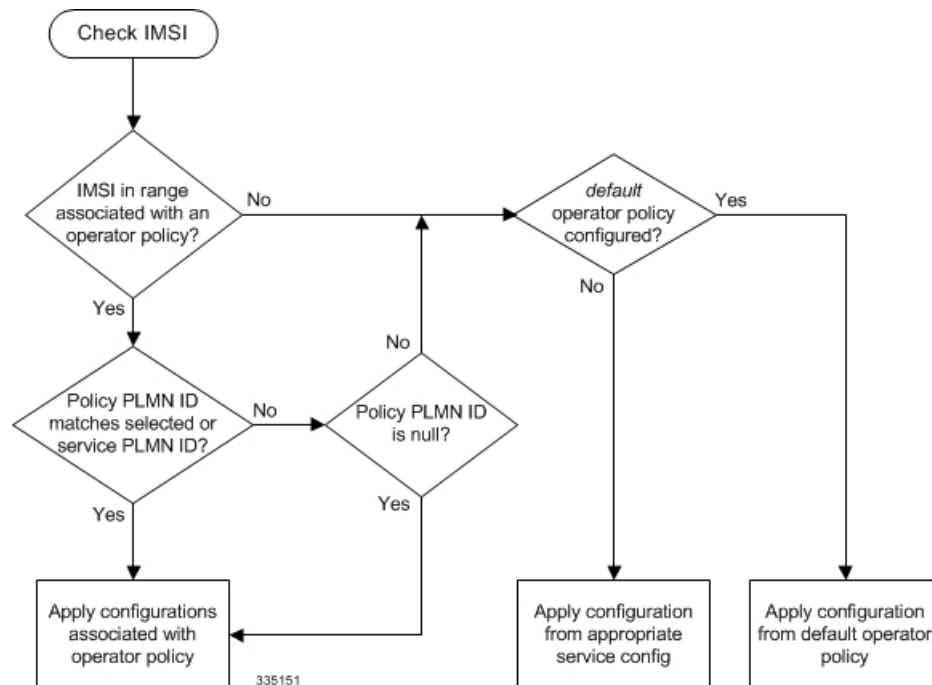 Check IMSI
IMSI in range
associated with an
operator policy?
No
default
operator policy
configured?
Yes
Yes
No
No
Policy PLMN ID
matches selected or
service PLMN ID?
No
Policy PLMN ID
is null?
Yes
Yes
Apply configurations
associated with
operator policy
Apply configuration
from appropriate
service config
Apply configuration
from default operator
policy
335151